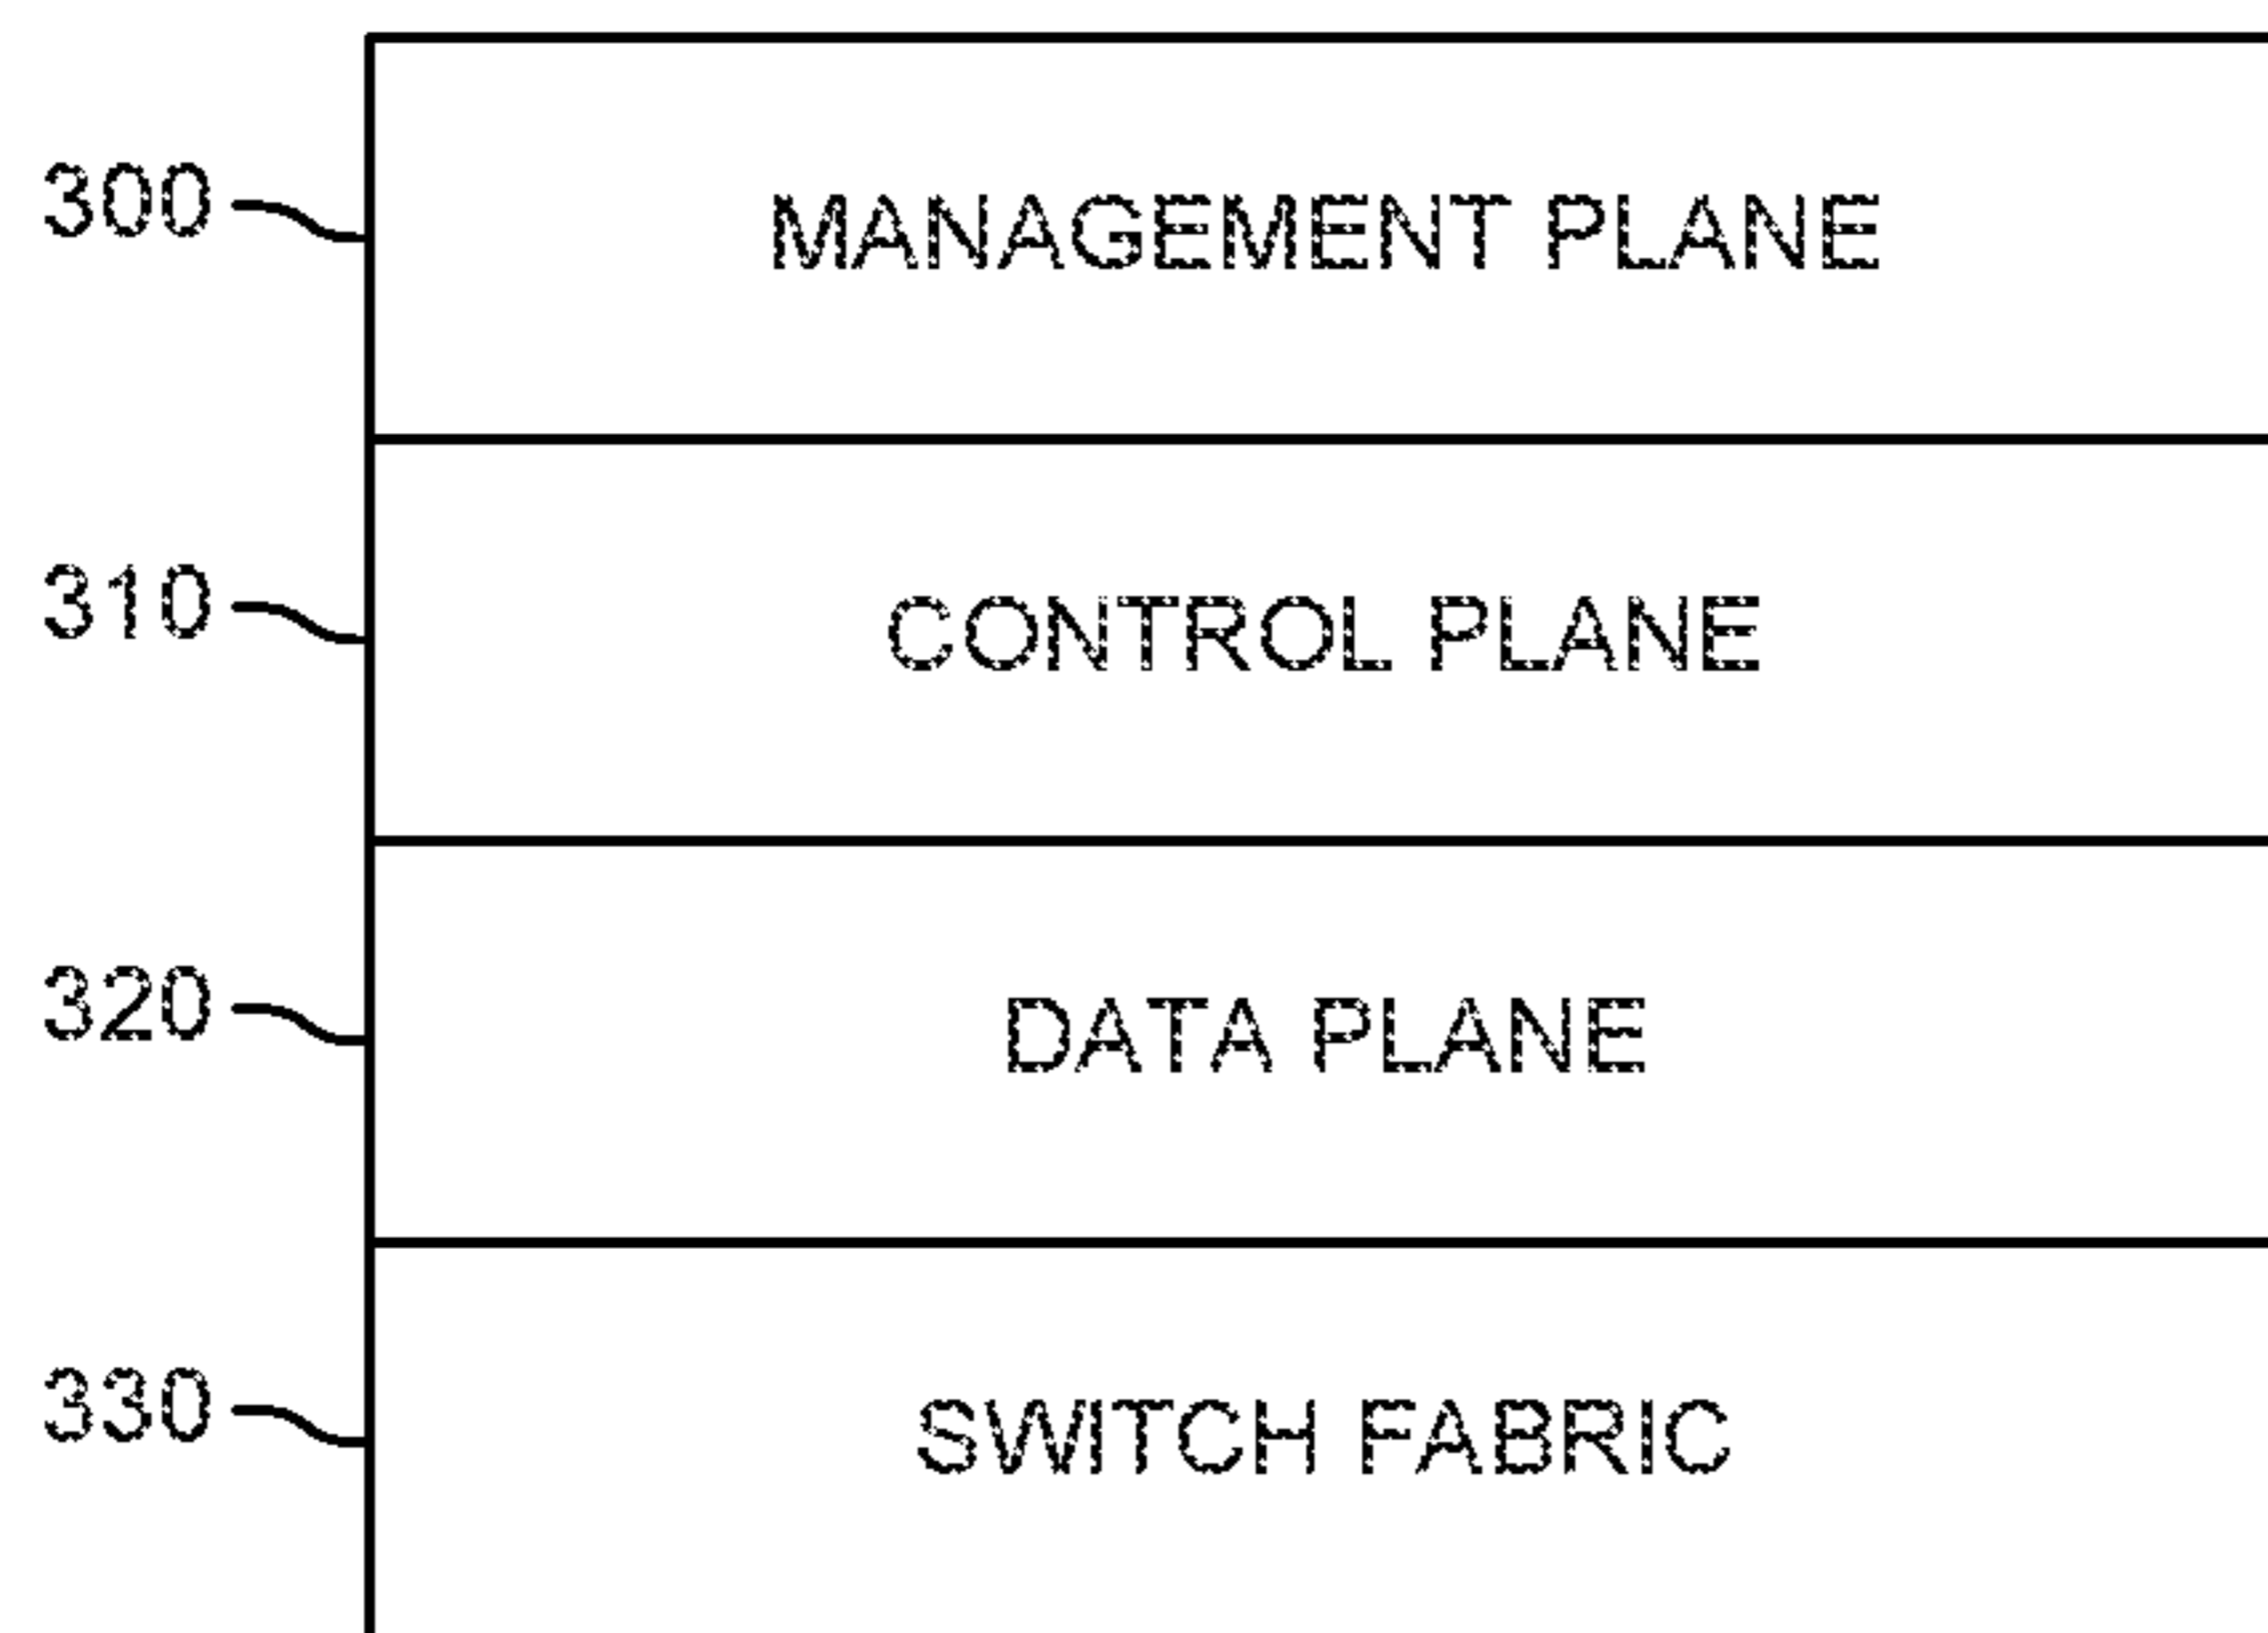 300 MANAGEMENT PLANE
310 CONTROL PLANE
320 DATA PLANE
330 SWITCH FABRIC